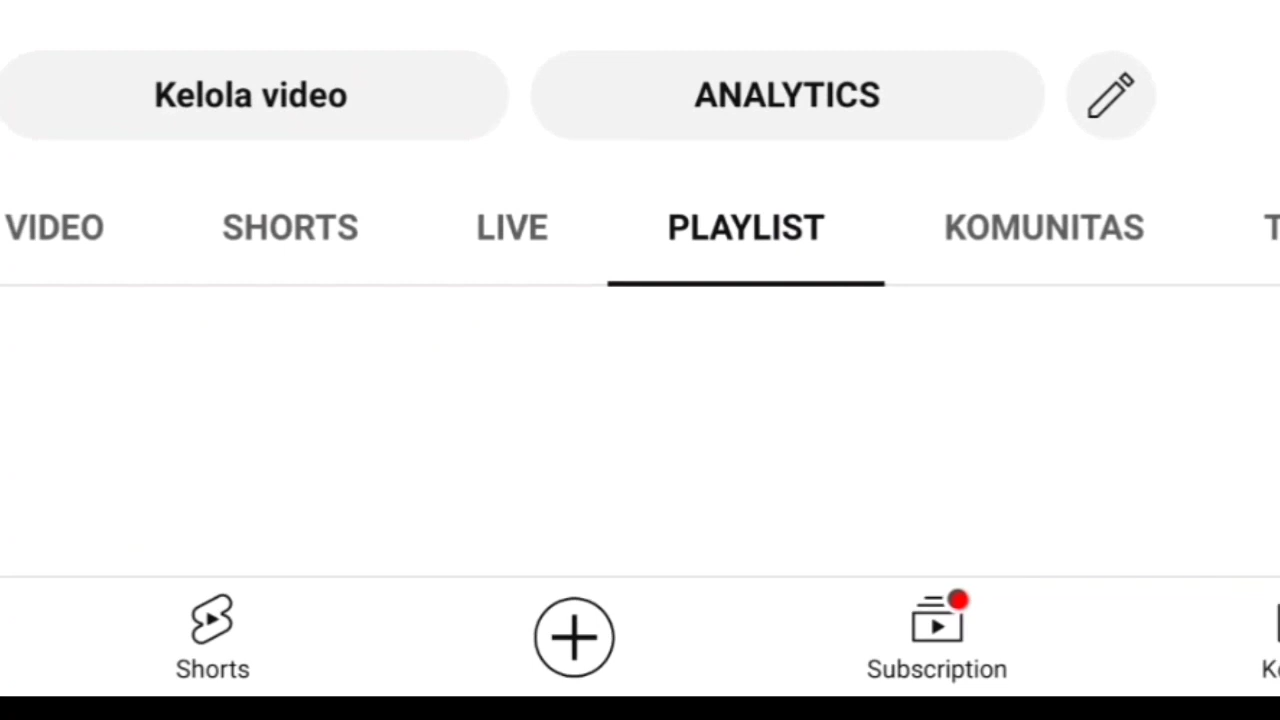 Kelola video ANALYTICS
VIDEO SHORTS LIVE PLAYLIST KOMUNITAS T
Shorts Subscription